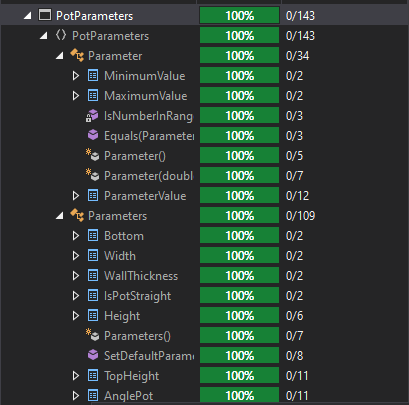 PotParameters 100% 0/143
PotParameters 100% 0/143
Parameter 100% 0/34
MinimumValue 100% 0/2
MaximumValue 100% 0/2
IsNumberInRang 100% 0/3
Equals(Parameter 100% 0/3
Parameter() 100% 0/5
Parameter(doubl 100% 0/7
ParameterValue 100% 0/12
Parameters 100% 0/109
Bottom 100% 0/2
Width 100% 0/2
WallThickness 100% 0/2
IsPotStraight 100% 0/2
Height 100% 0/6
Parameters() 100% 0/7
SetDefaultParame 100% 0/8
TopHeight 100% 0/11
AnglePot 100% 0/11